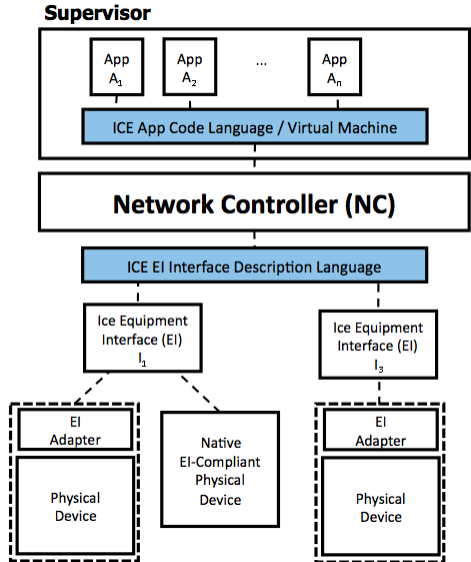 Supervisor
App
A1
App
A2
...
App
An
ICE App Code Language / Virtual Machine
Network Controller (NC)
ICE EI Interface Description Language
Ice Equipment
Interface (EI)
I1
Ice Equipment
Interface (EI)
I3
EI
Adapter
Physical
Device
Native
EI-Compliant
Physical
Device
EI
Adapter
Physical
Device